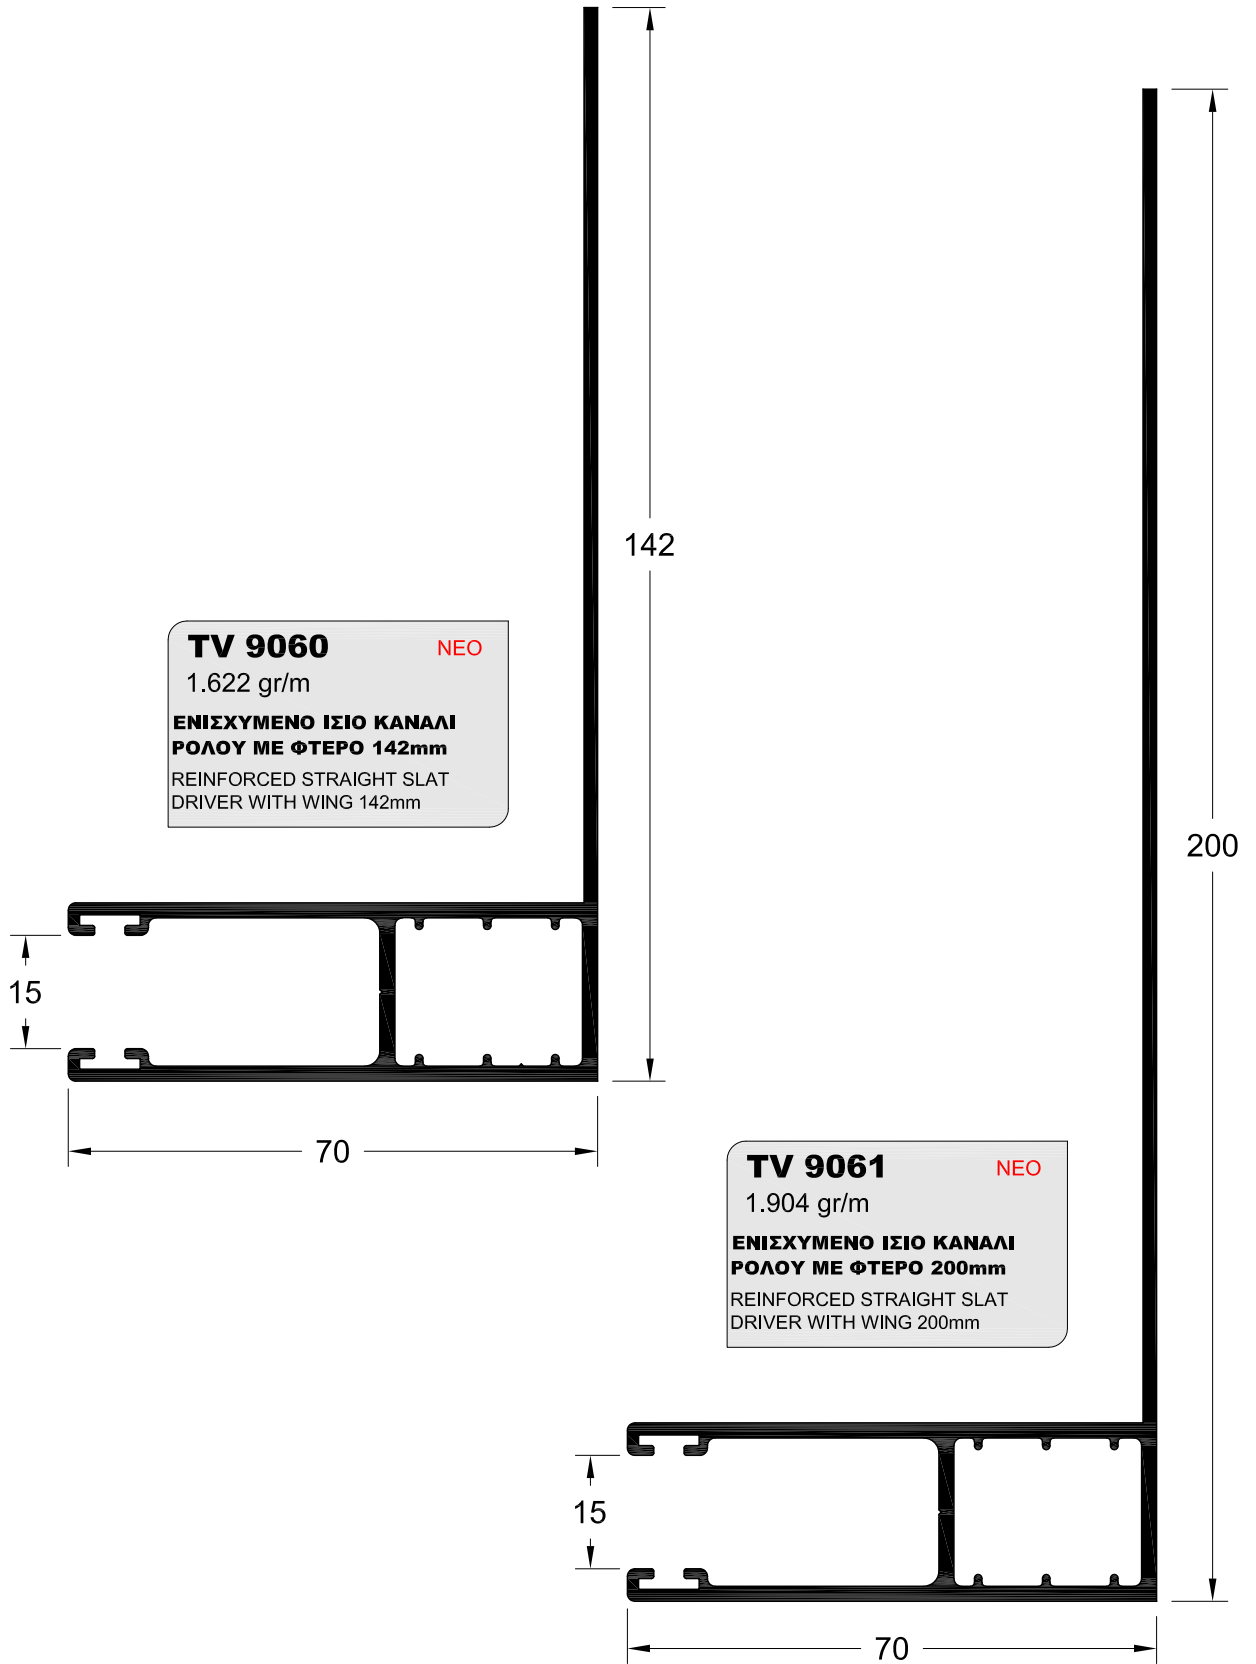 142
TV 9060 ΝΕΟ
1.622 gr/m
ΕΝΙΣΧΥΜΕΝΟ ΙΣΙΟ ΚΑΝΑΛΙ
ΡΟΛΟΥ ΜΕ ΦΤΕΡΟ 142mm
REINFORCED STRAIGHT SLAT
DRIVER WITH WING 142mm
200
15
70
TV 9061 ΝΕΟ
1.904 gr/m
ΕΝΙΣΧΥΜΕΝΟ ΙΣΙΟ ΚΑΝΑΛΙ
ΡΟΛΟΥ ΜΕ ΦΤΕΡΟ 200mm
REINFORCED STRAIGHT SLAT
DRIVER WITH WING 200mm
15
70